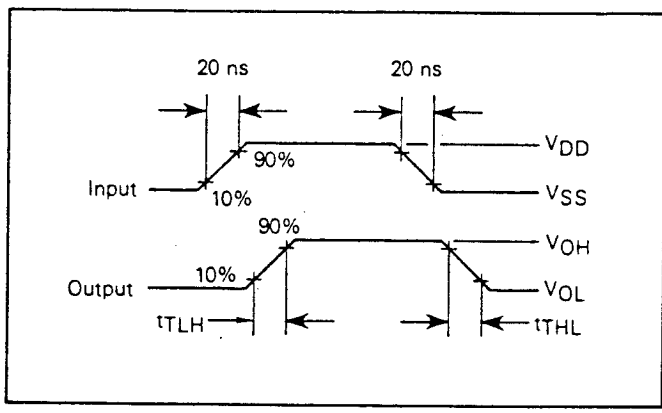 20 ns 20 ns
VDD
90%
Input 10% VSS
90% VOH
10%
Output VOL
tTLH tTHL